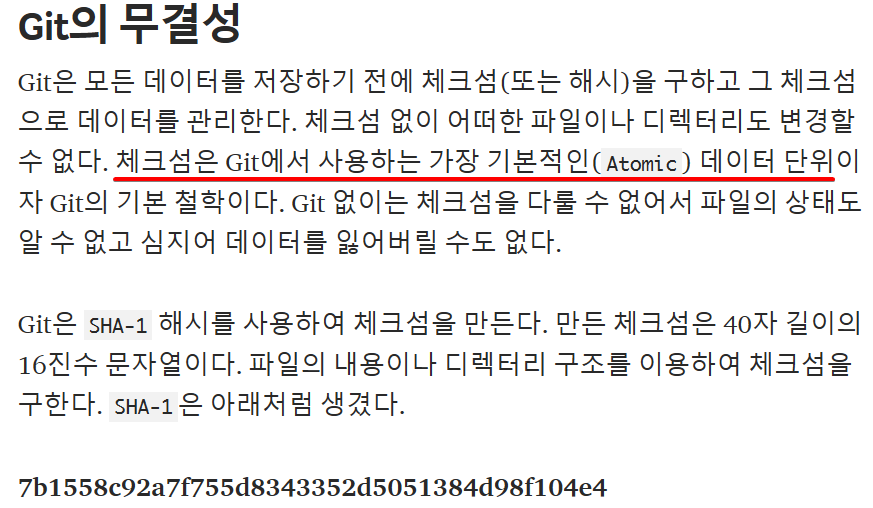 Git의 무결성
Git은 모든 데이터를 저장하기 전에 체크섬(또는 해시)을 구하고 그 체크섬
으로 데이터를 관리한다. 체크섬 없이 어떠한 파일이나 디렉터리도 변경할
수 없다. 체크섬은 Git에서 사용하는 가장 기본적인(Atomic) 데이터 단위이
자 Git의 기본 철학이다. Git 없이는 체크섬을 다룰 수 없어서 파일의 상태도
알 수 없고 심지어 데이터를 잃어버릴 수도 없다.
Git은 SHA-1 해시를 사용하여 체크섬을 만든다. 만든 체크섬은 40자 길이의
16진수 문자열이다. 파일의 내용이나 디렉터리 구조를 이용하여 체크섬을
구한다. SHA-1은 아래처럼 생겼다.
7b1558c92a7f755d8343352d5051384d98f104e4